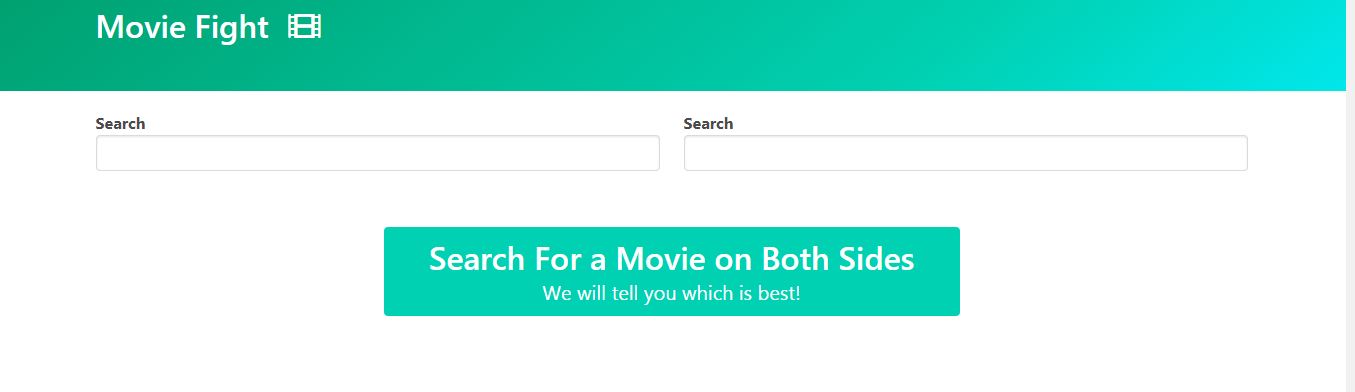 Movie Fight
Search
Search
Search For a Movie on Both Sides
We will tell you which is best!